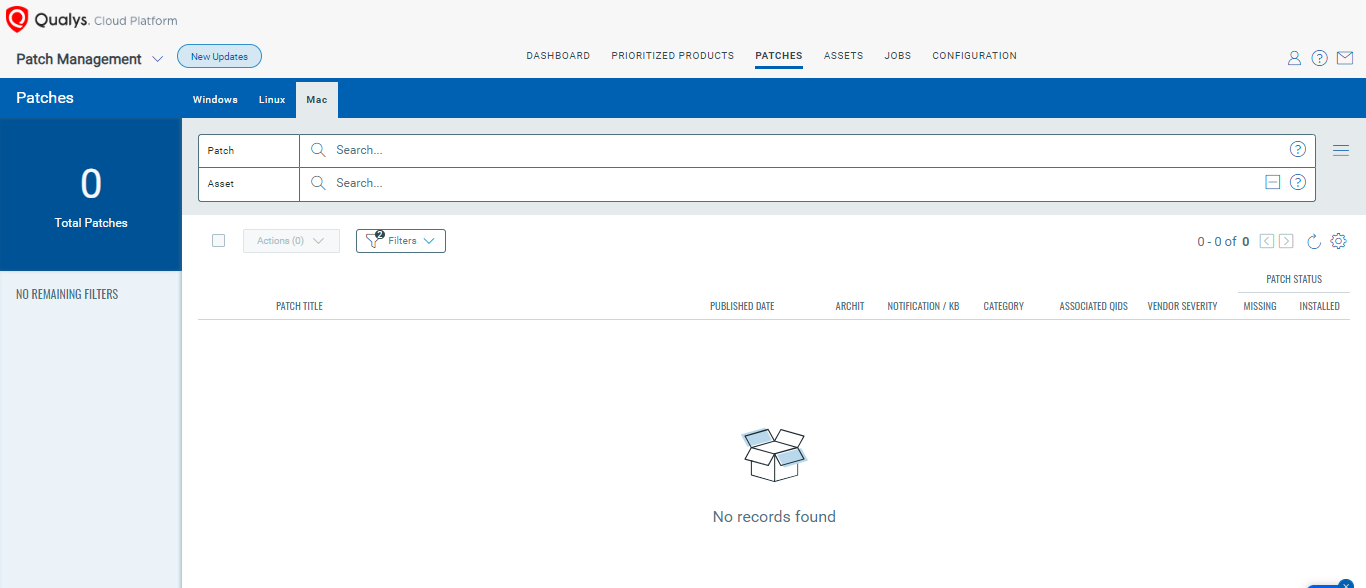 Qualys. Cloud Platform
Patch Management
New Updates
DASHBOARD
PRIORITIZED PRODUCTS
PATCHES
ASSETS
JOBS
CONFIGURATION
?
Patches
Windows
Linux
Mac
0
Total Patches
Patch
Search...
?
Asset
Search...
?
Actions (0)
2
Filters
0 - 0 of 0
NO REMAINING FILTERS
PATCH STATUS
PATCH TITLE
PUBLISHED DATE
ARCHIT
NOTIFICATION / KB
CATEGORY
ASSOCIATED QIDS
VENDOR SEVERITY
MISSING
INSTALLED
No records found